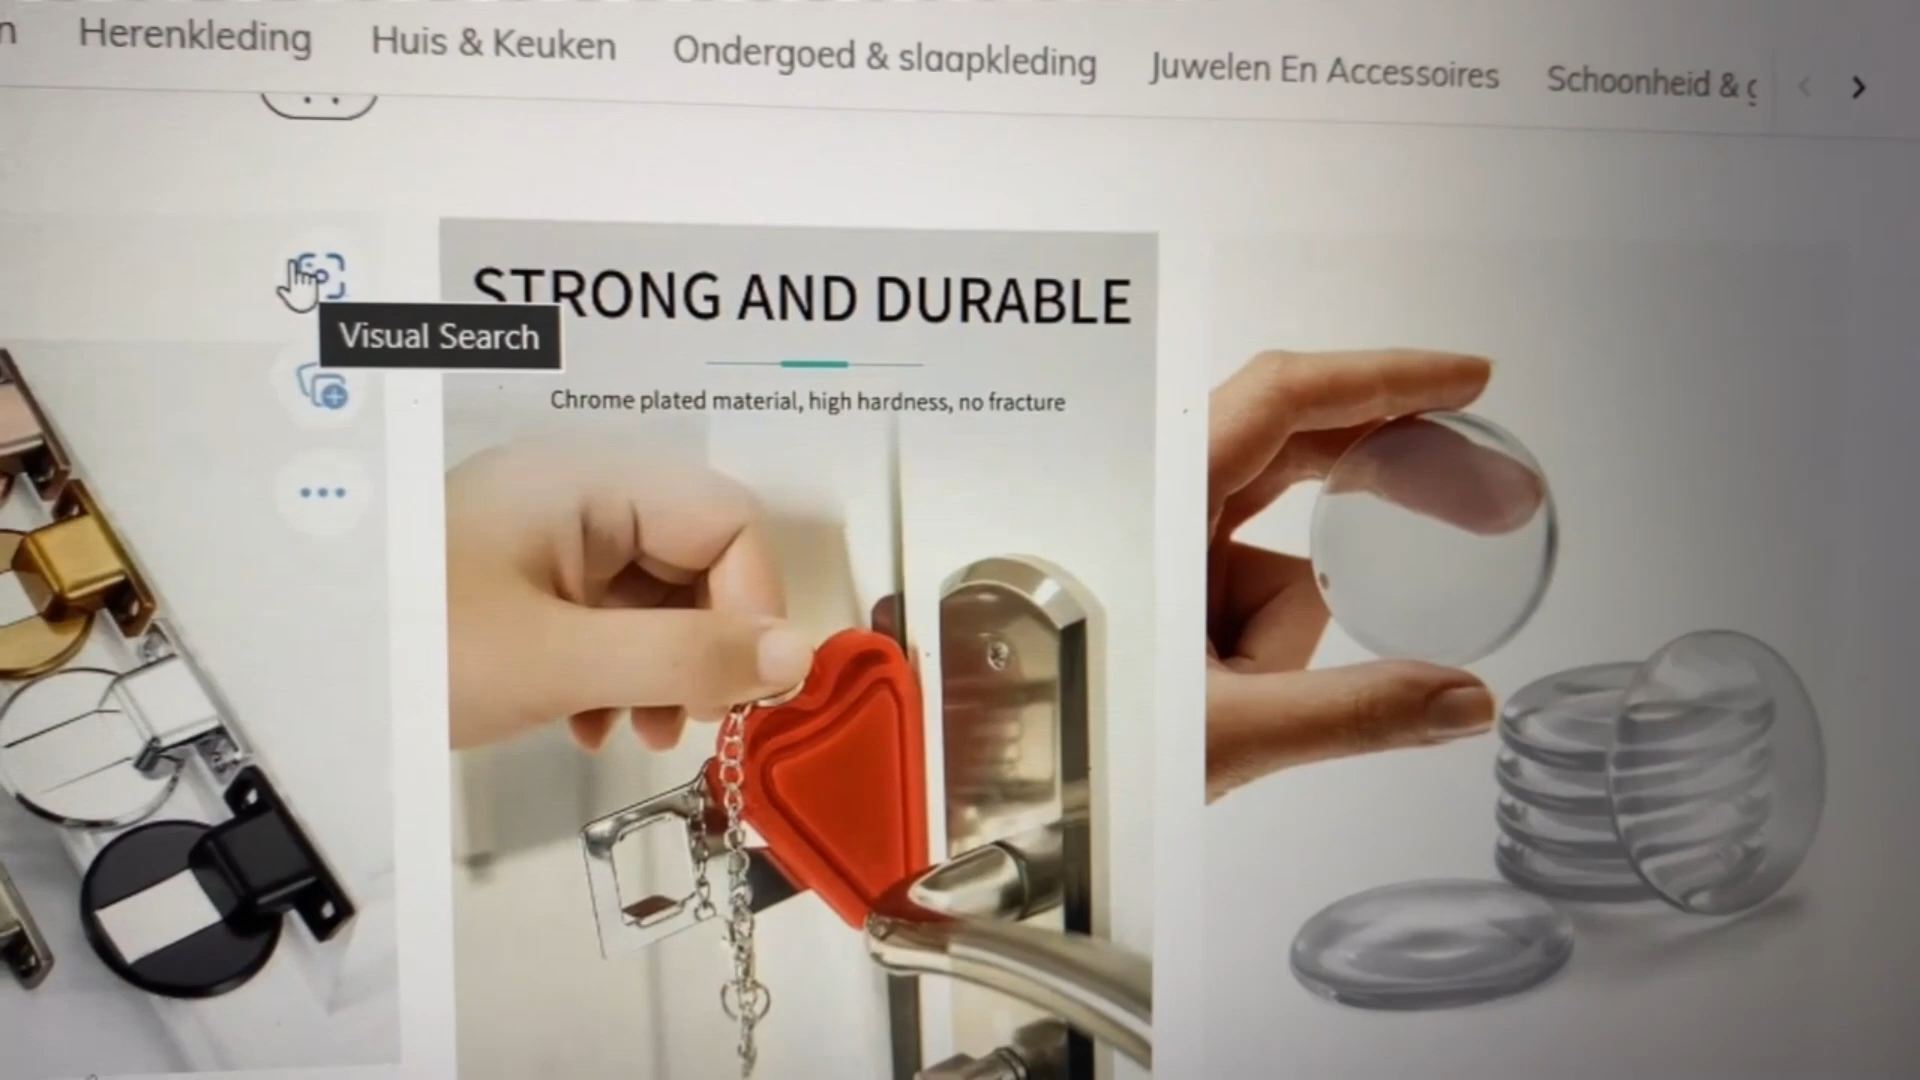 Herenkleding
Huis & Keuken
Ondergoed & slaapkleding
Juwelen En Accessoires
Schoonheid &
Visual Search
STRONG AND DURABLE
Chrome plated material, high hardness, no fracture